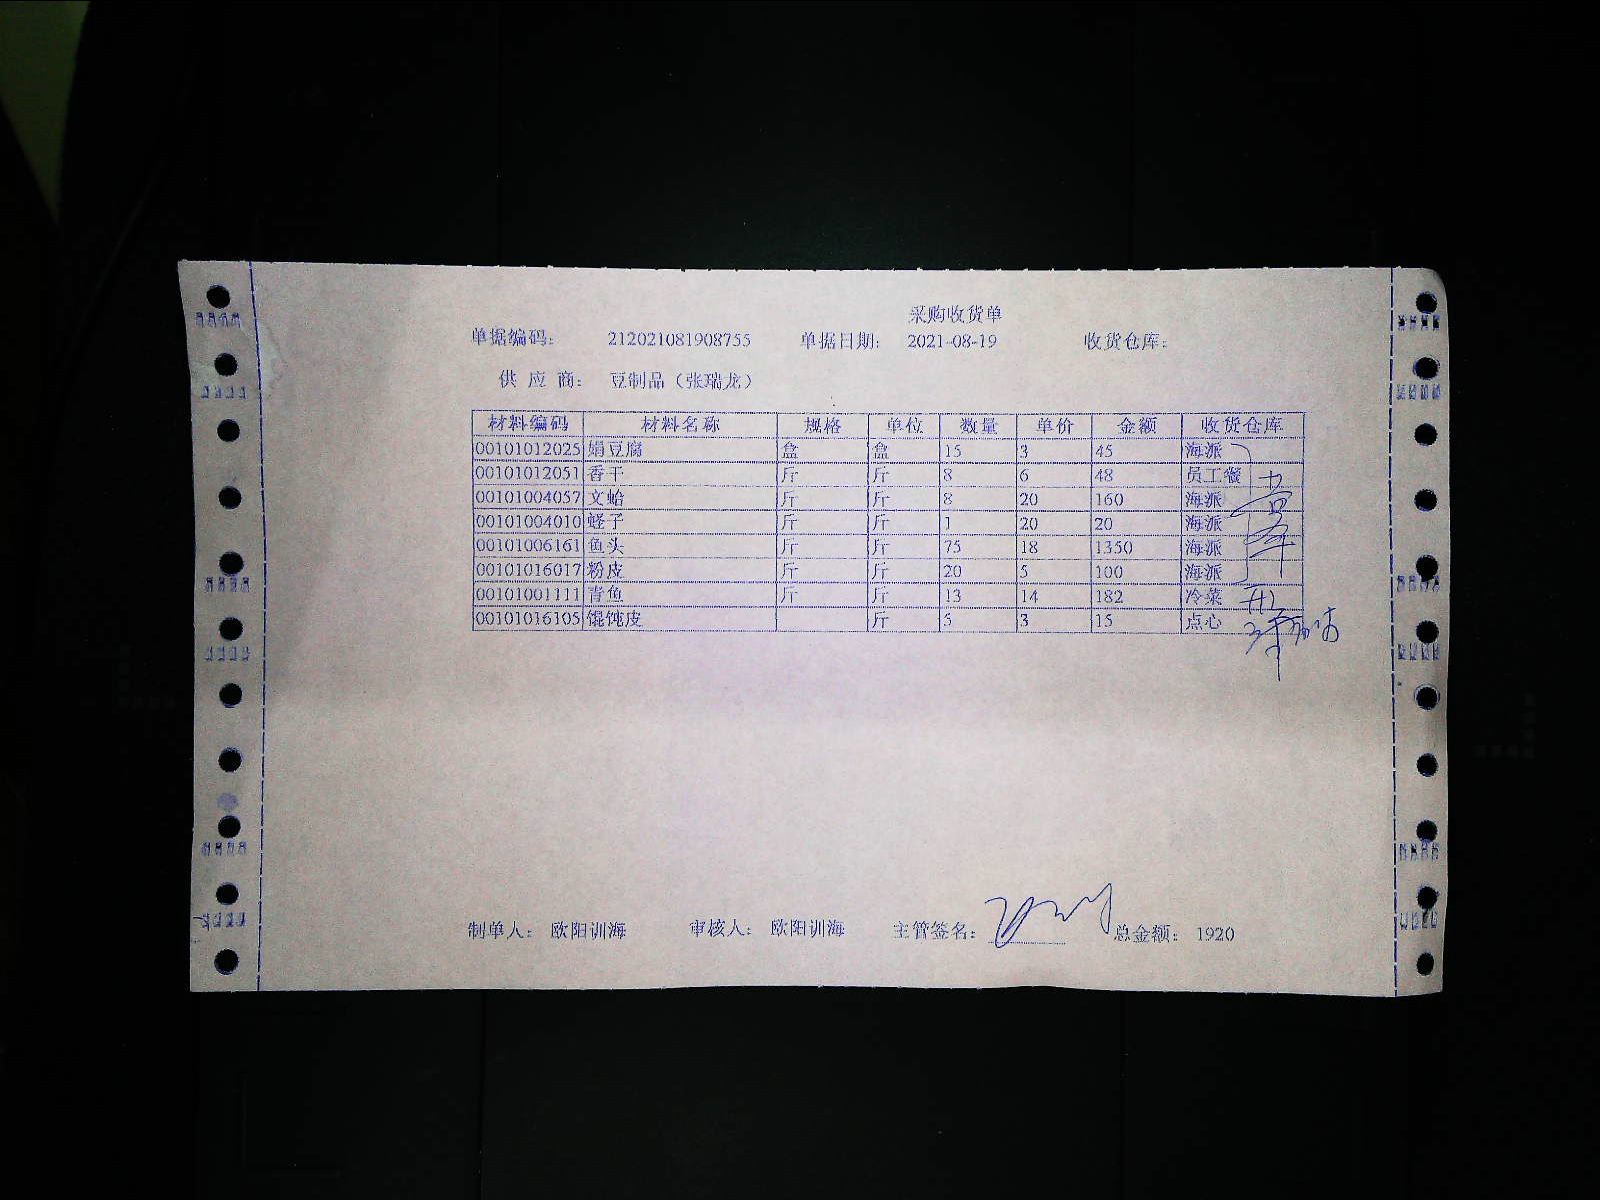 采购收货单
单据编码: 212021081908755 单据日期: 2021-08-19 收货仓库:
供 应 商: 豆制品(张瑞龙)
材料编码 材料名称 规格 单位 数量 单价 金额 收货仓库
00101012025 娟豆腐 盒 盒 15 3 45 海派
00101012051 香干 斤 斤 8 6 48 员工餐
00101004057 文蛤 斤 斤 8 20 160 海派
00101004010 蛏子 斤 斤 1 20 20 海派
00101006161 鱼头 斤 斤 75 18 1350 海派
00101016017 粉皮 斤 斤 20 5 100 海派
00101001111 青鱼 斤 斤 13 14 182 冷菜
00101016105 馄饨皮 斤 5 3 15 点心
制单人: 欧阳训海 审核人: 欧阳训海 主管签名: 总金额: 1920